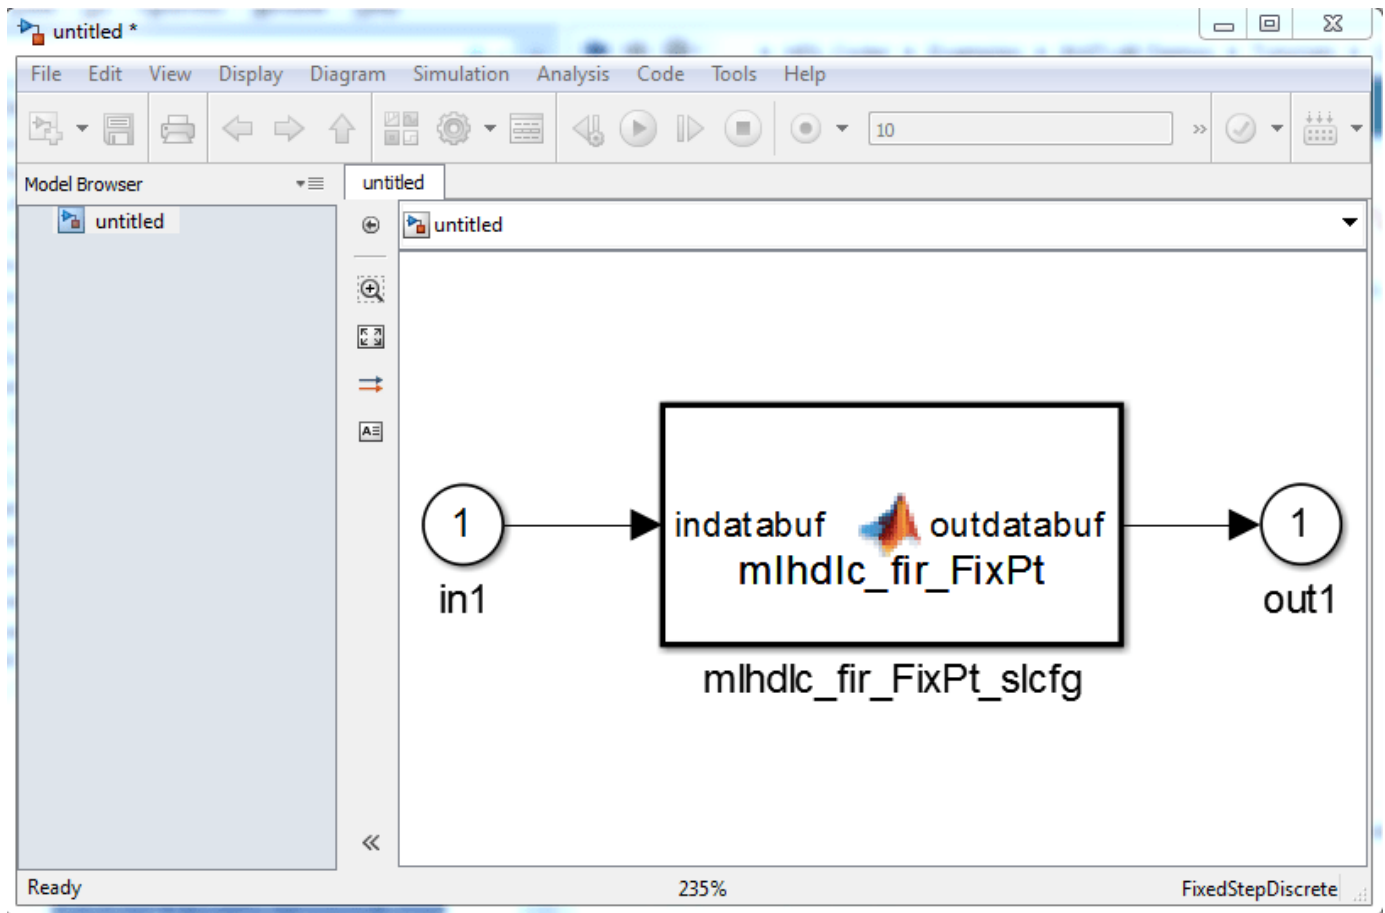 untitled *
File Edit View Display Diagram Simulation Analysis Code Tools Help
10
Model Browser
untitled
untitled
untitled
1
indatabuf outdatabuf
1
mlhdlc_fir_FixPt
in1
out1
mlhdlc_fir_FixPt_slcfg
Ready 235% FixedStepDiscrete